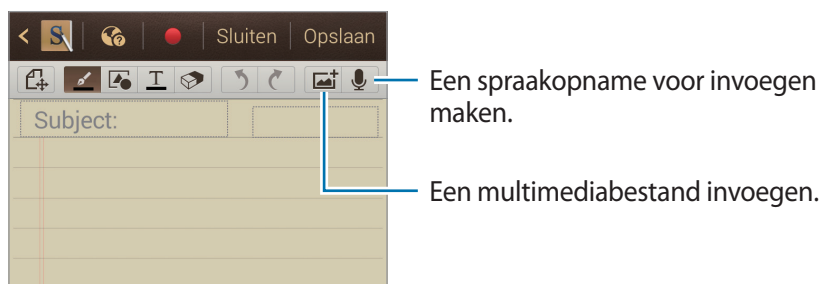 S Sluiten Opslaan
T
Subject:
Een spraakopname voor invoegen
maken.
Een multimediabestand invoegen.